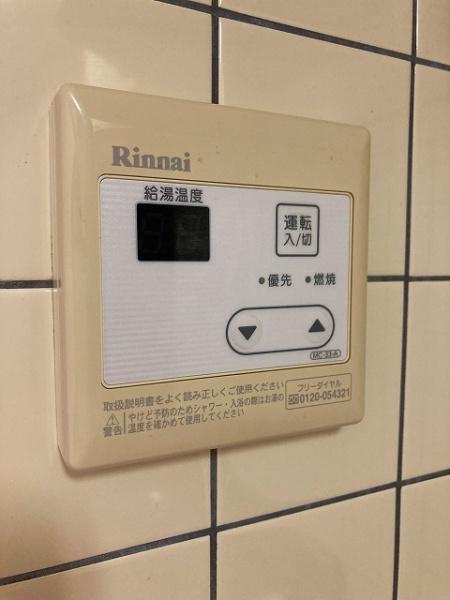 Rinnai
給湯温度
運転
入/切
優先 燃焼
▼ ▲
MC-33-A
取扱説明書をよく読み正しくご使用ください
警告 やけど予防のためシャワー・入浴の際はお湯の
温度を確かめて使用してください
フリーダイヤル
0120-054321